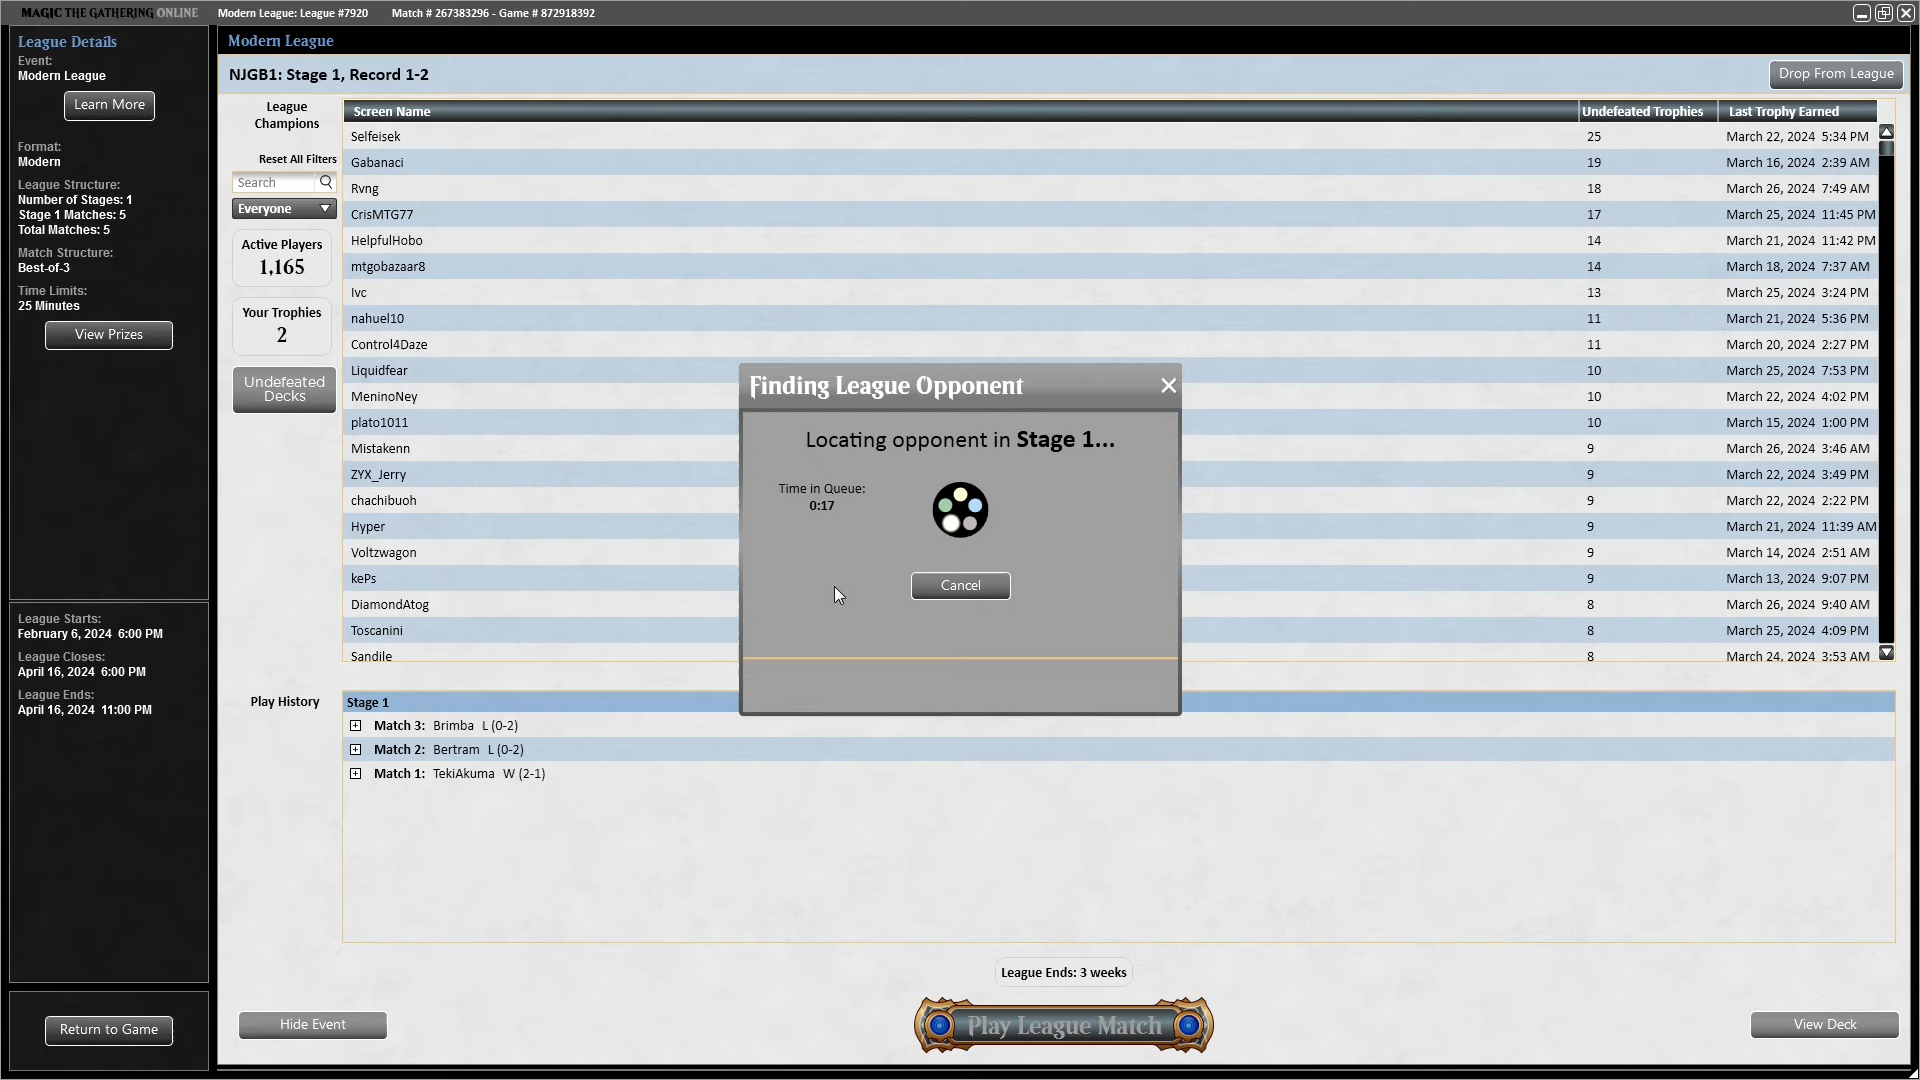 MAGIC THE GATHERING ONLINE
Modern League: League #7920 Match # 267383296 - Game # 872918392
League Details
Event:
Modern League
Learn More
Format:
Modern
League Structure:
Number of Stages: 1
Stage 1 Matches: 5
Total Matches: 5
Match Structure:
Best-of-3
Time Limits:
25 Minutes
View Prizes
League Starts:
February 6, 2024 6:00 PM
League Closes:
April 16, 2024 6:00 PM
League Ends:
April 16, 2024 11:00 PM
Return to Game
Modern League
NJGB1: Stage 1, Record 1-2
Drop From League
League
Champions
Reset All Filters
Search
Everyone
Active Players
1,165
Your Trophies
2
Undefeated
Decks
Screen Name Undefeated Trophies Last Trophy Earned
Selfeisek 25 March 22, 2024 5:34 PM
Gabanaci 19 March 16, 2024 2:39 AM
Rvng 18 March 26, 2024 7:49 AM
CrisMTG77 17 March 25, 2024 11:45 PM
HelpfulHobo 14 March 21, 2024 11:42 PM
mtgobazaar8 14 March 18, 2024 7:37 AM
lvc 13 March 25, 2024 3:24 PM
nahuel10 11 March 21, 2024 5:36 PM
Control4Daze 11 March 20, 2024 2:27 PM
Liquidfear 10 March 25, 2024 7:53 PM
MeninoNey 10 March 22, 2024 4:02 PM
plato1011 10 March 15, 2024 1:00 PM
Mistakenn 9 March 26, 2024 3:46 AM
ZYX_Jerry 9 March 22, 2024 3:49 PM
chachibuoh 9 March 22, 2024 2:22 PM
Hyper 9 March 21, 2024 11:39 AM
Voltzwagon 9 March 14, 2024 2:51 AM
kePs 9 March 13, 2024 9:07 PM
DiamondAtog 8 March 26, 2024 9:40 AM
Toscanini 8 March 25, 2024 4:09 PM
Sandile 8 March 24, 2024 3:53 AM
Finding League Opponent
Locating opponent in Stage 1...
Time in Queue:
0:17
Cancel
Play History
Stage 1
Match 3: Brimba L (0-2)
Match 2: Bertram L (0-2)
Match 1: TekiAkuma W (2-1)
League Ends: 3 weeks
Hide Event
Play League Match
View Deck